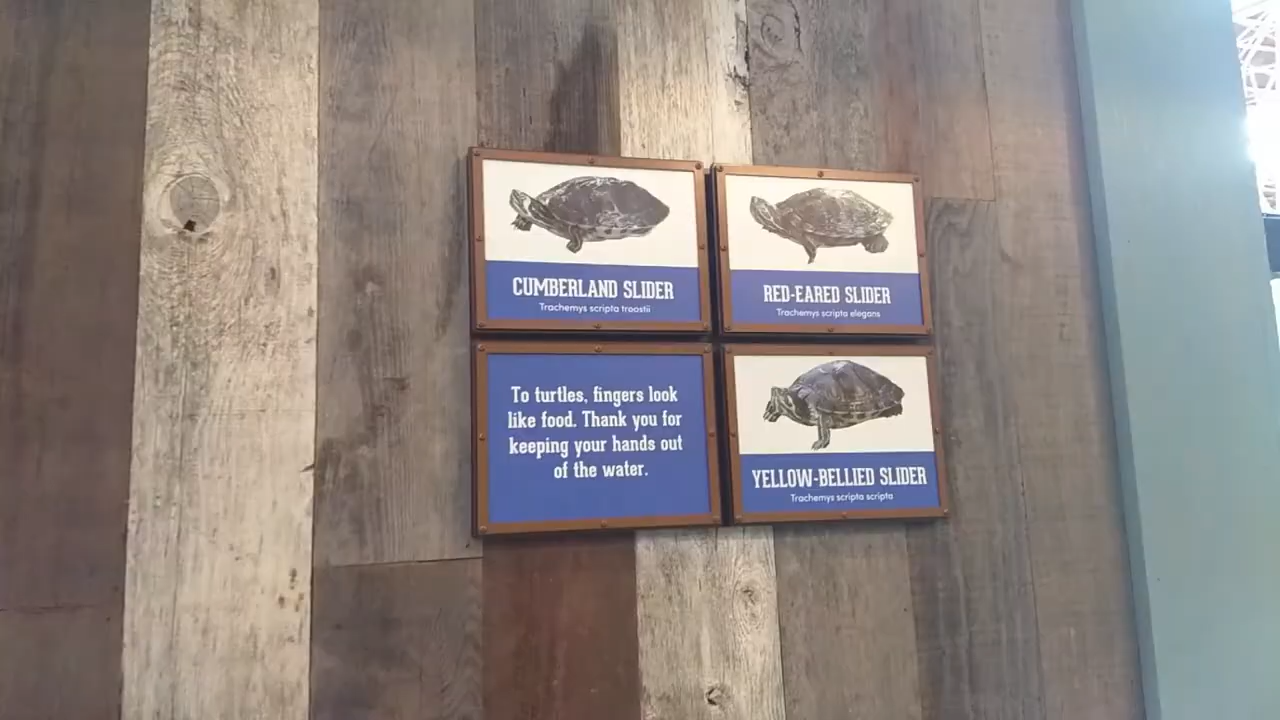 CUMBERLAND SLIDER
Trachemys scripta troostii
RED-EARED SLIDER
Trachemys scripta elegans
To turtles, fingers look
like food. Thank you for
keeping your hands out
of the water.
YELLOW-BELLIED SLIDER
Trachemys scripta scripta